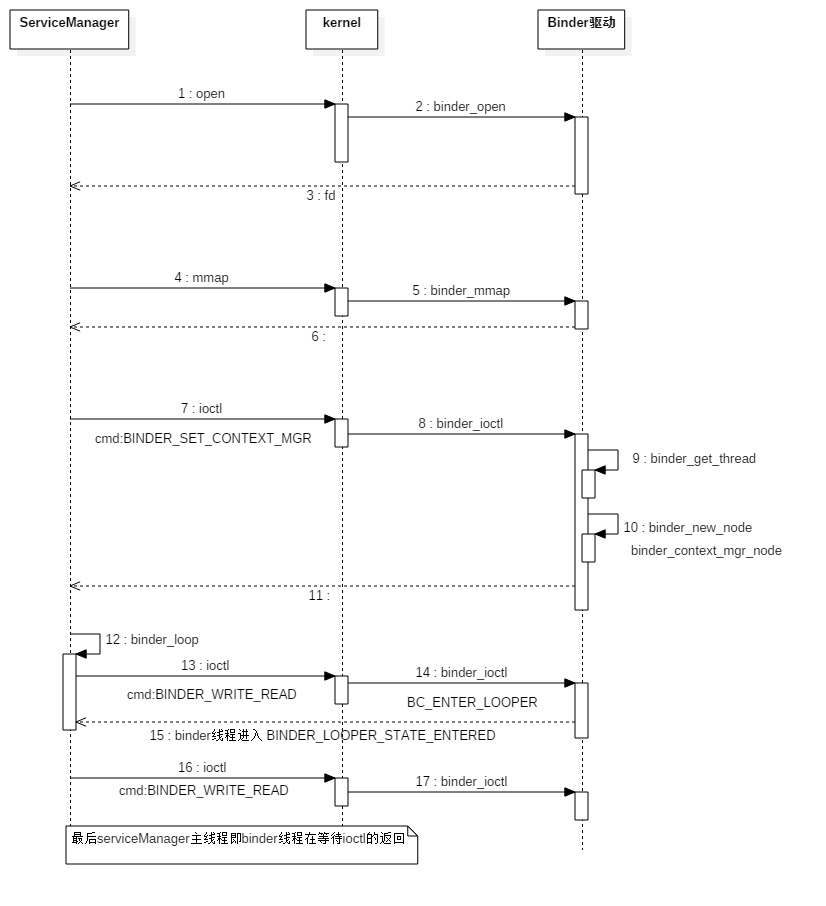 ServiceManager
kernel
Binder驱动
1 : open
2 : binder_open
3 : fd
4 : mmap
5 : binder_mmap
6 :
7 : ioctl
8 : binder_ioctl
cmd:BINDER_SET_CONTEXT_MGR
9 : binder_get_thread
10 : binder_new_node
binder_context_mgr_node
11 :
12 : binder_loop
13 : ioctl
14 : binder_ioctl
cmd:BINDER_WRITE_READ
BC_ENTER_LOOPER
15 : binder线程进入 BINDER_LOOPER_STATE_ENTERED
16 : ioctl
17 : binder_ioctl
cmd:BINDER_WRITE_READ
最后serviceManager主线程即binder线程在等待ioctl的返回